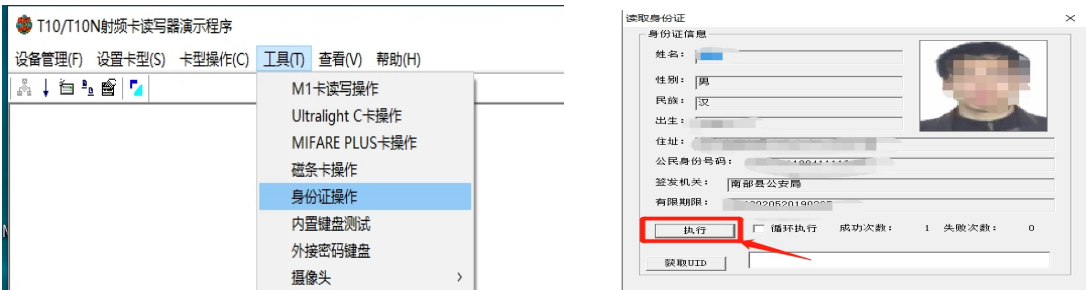 T10/T10N射频卡读写器演示程序
设备管理(F) 设置卡型(S) 卡型操作(C) 工具(T) 查看(V) 帮助(H)
M1卡读写操作
Ultralight C卡操作
MIFARE PLUS卡操作
磁条卡操作
身份证操作
内置键盘测试
外接密码键盘
摄像头
读取身份证
身份证信息
姓名：
性别： 男
民族： 汉
出生：
住址：
公民身份号码：
签发机关： 南部县公安局
有限期限：
执行 循环执行 成功次数： 1 失败次数： 0
获取UID